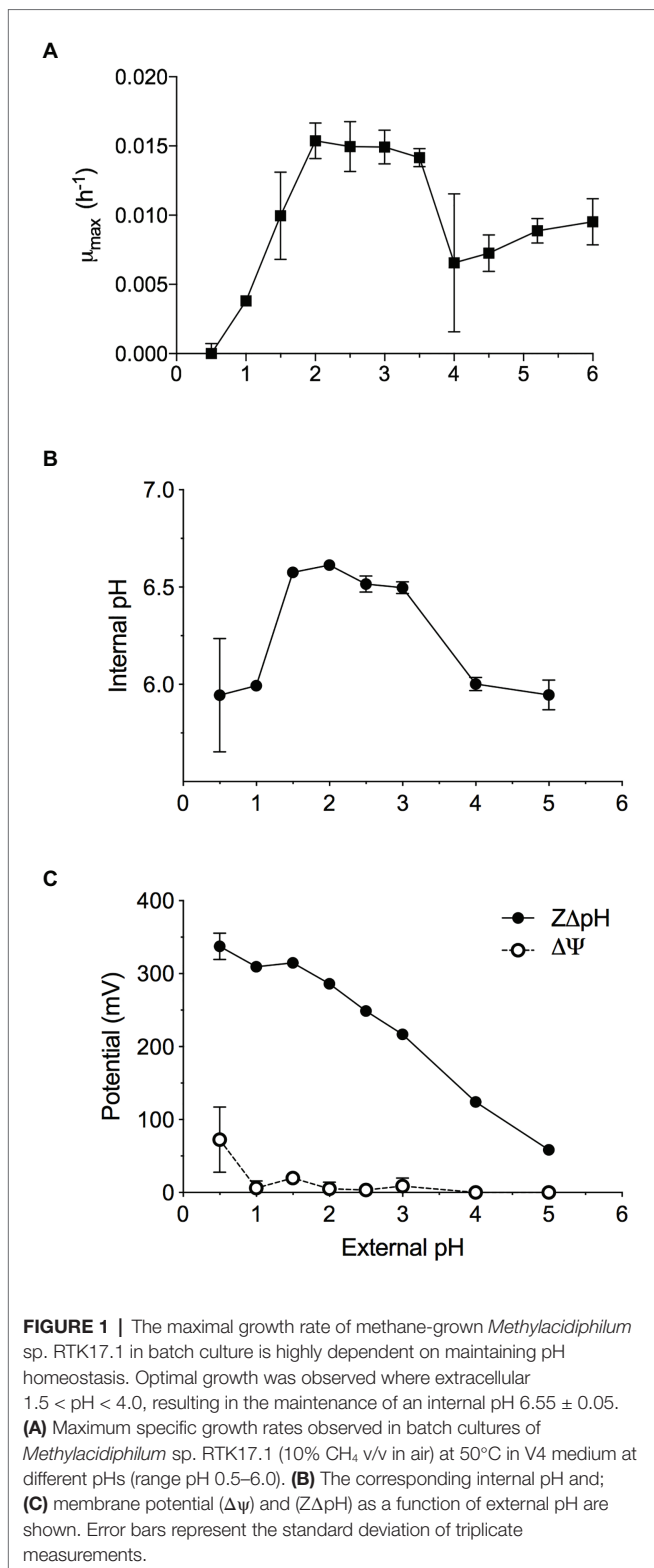 A
0.020
0.015
0.010
0.005
0.000
μmax (h-1)
0 1 2 3 4 5 6
B
7.0
6.5
6.0
Internal pH
0 1 2 3 4 5 6
C
400
300
200
100
0
Potential (mV)
ZΔpH
ΔΨ
0 1 2 3 4 5 6
External pH
FIGURE 1 | The maximal growth rate of methane-grown Methylacidiphilum
sp. RTK17.1 in batch culture is highly dependent on maintaining pH
homeostasis. Optimal growth was observed where extracellular
1.5 < pH < 4.0, resulting in the maintenance of an internal pH 6.55 ± 0.05.
(A) Maximum specific growth rates observed in batch cultures of
Methylacidiphilum sp. RTK17.1 (10% CH₄ v/v in air) at 50°C in V4 medium at
different pHs (range pH 0.5–6.0). (B) The corresponding internal pH and;
(C) membrane potential (Δψ) and (ZΔpH) as a function of external pH are
shown. Error bars represent the standard deviation of triplicate
measurements.